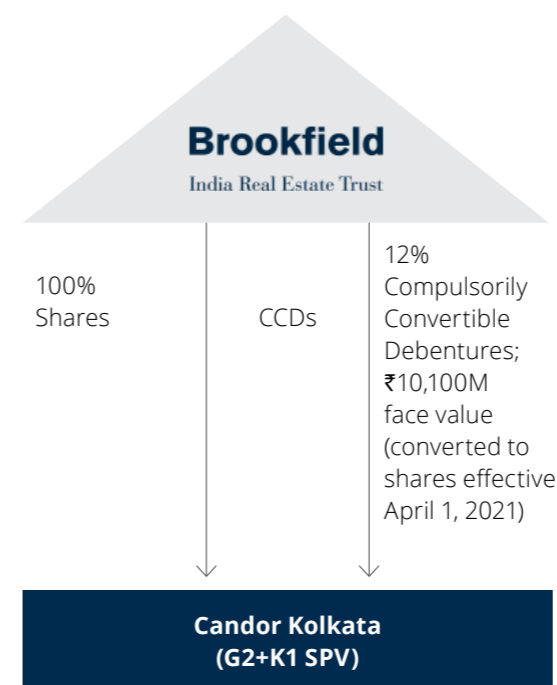 Brookfield
India Real Estate Trust
100%
Shares
CCDs
12%
Compulsorily
Convertible
Debentures;
₹10,100M
face value
(converted to
shares effective
April 1, 2021)
Candor Kolkata
(G2+K1 SPV)